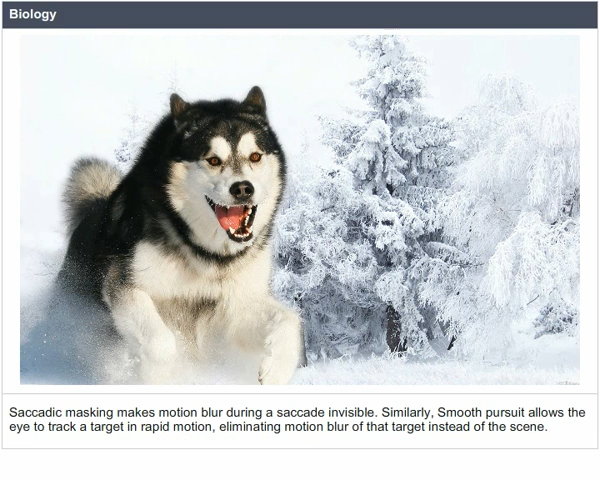 Biology
Saccadic masking makes motion blur during a saccade invisible. Similarly, Smooth pursuit allows the
eye to track a target in rapid motion, eliminating motion blur of that target instead of the scene.